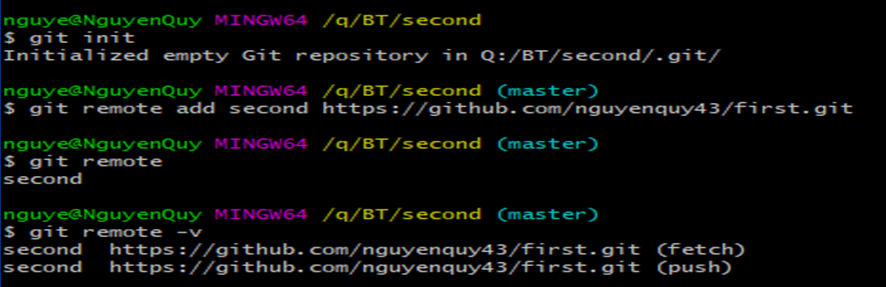 nguye@NguyenQuy MINGW64 /q/BT/second
$ git init
Initialized empty Git repository in Q:/BT/second/.git/
nguye@NguyenQuy MINGW64 /q/BT/second (master)
$ git remote add second https://github.com/nguyenquy43/first.git
nguye@NguyenQuy MINGW64 /q/BT/second (master)
$ git remote
second
nguye@NguyenQuy MINGW64 /q/BT/second (master)
$ git remote -v
second  https://github.com/nguyenquy43/first.git (fetch)
second  https://github.com/nguyenquy43/first.git (push)